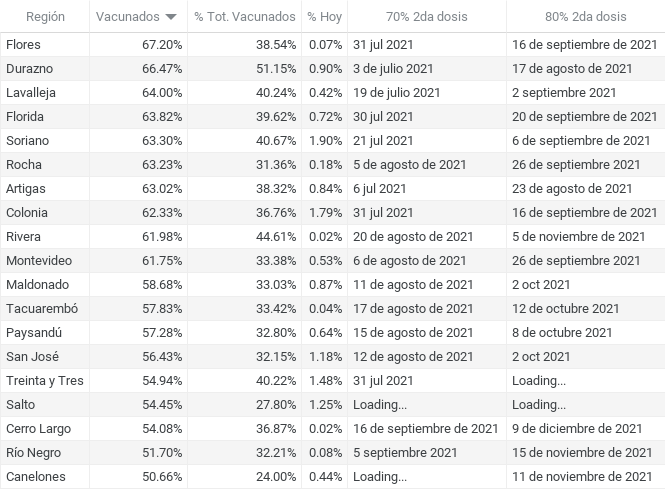 Región Vacunados % Tot. Vacunados % Hoy 70% 2da dosis 80% 2da dosis
Flores 67.20% 38.54% 0.07% 31 jul 2021 16 de septiembre de 2021
Durazno 66.47% 51.15% 0.90% 3 de julio 2021 17 de agosto de 2021
Lavalleja 64.00% 40.24% 0.42% 19 de julio 2021 2 septiembre 2021
Florida 63.82% 39.62% 0.72% 30 jul 2021 20 de septiembre de 2021
Soriano 63.30% 40.67% 1.90% 21 jul 2021 6 de septiembre de 2021
Rocha 63.23% 31.36% 0.18% 5 de agosto de 2021 26 de septiembre 2021
Artigas 63.02% 38.32% 0.84% 6 jul 2021 23 de agosto de 2021
Colonia 62.33% 36.76% 1.79% 31 jul 2021 16 de septiembre de 2021
Rivera 61.98% 44.61% 0.02% 20 de agosto de 2021 5 de noviembre de 2021
Montevideo 61.75% 33.38% 0.53% 6 de agosto de 2021 26 de septiembre 2021
Maldonado 58.68% 33.03% 0.87% 11 de agosto de 2021 2 oct 2021
Tacuarembó 57.83% 33.42% 0.04% 17 de agosto de 2021 12 de octubre 2021
Paysandú 57.28% 32.80% 0.64% 15 de agosto de 2021 8 de octubre 2021
San José 56.43% 32.15% 1.18% 12 de agosto de 2021 2 oct 2021
Treinta y Tres 54.94% 40.22% 1.48% 31 jul 2021 Loading...
Salto 54.45% 27.80% 1.25% Loading... Loading...
Cerro Largo 54.08% 36.87% 0.02% 16 de septiembre de 2021 9 de diciembre de 2021
Río Negro 51.70% 32.21% 0.08% 5 septiembre 2021 15 de noviembre de 2021
Canelones 50.66% 24.00% 0.44% Loading... 11 de noviembre de 2021